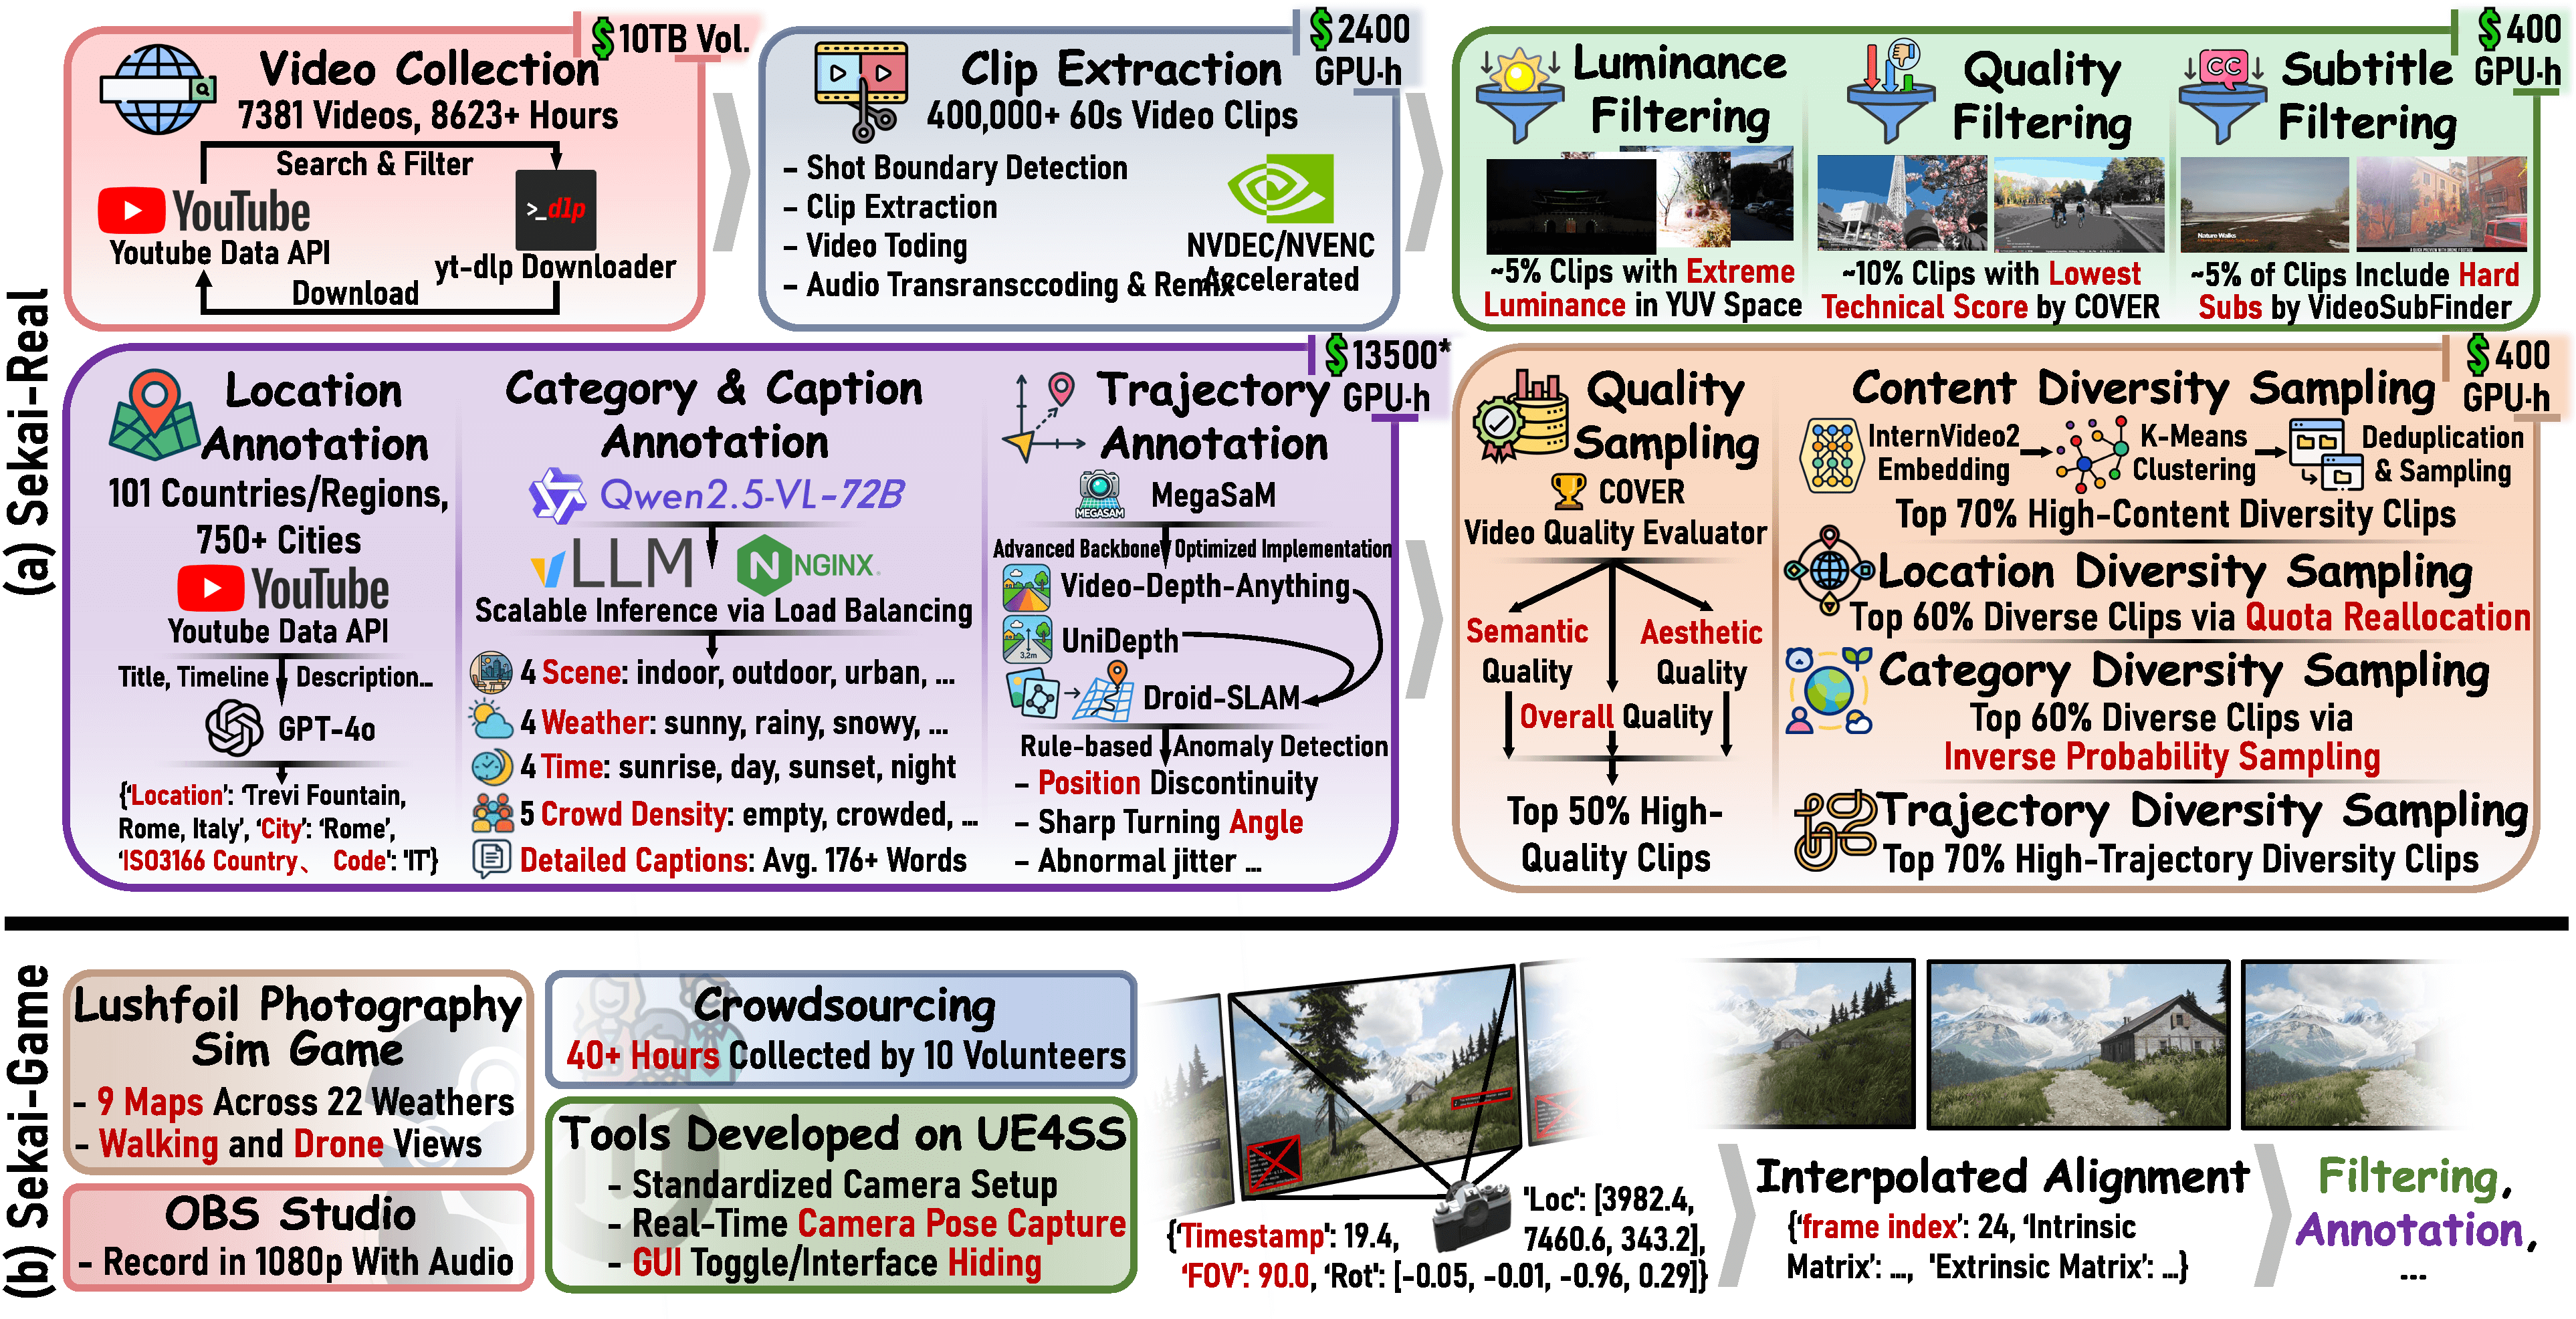 (a) Sekai-Real
Video Collection
$10TB Vol.
7381 Videos, 8623+ Hours
Search & Filter
YouTube
Youtube Data API
>_dlp
yt-dlp Downloader
Download
Clip Extraction
$2400
GPU·h
400,000+ 60s Video Clips
– Shot Boundary Detection
– Clip Extraction
– Video Toding
– Audio Transransccoding & Remix
NVDEC/NVENC
Accelerated
$400
GPU·h
Luminance
Filtering
~5% Clips with Extreme
Luminance in YUV Space
Quality
Filtering
~10% Clips with Lowest
Technical Score by COVER
CC
Subtitle
Filtering
Nature Walks
~5% of Clips Include Hard
Subs by VideoSubFinder
$13500*
GPU·h
Location
Annotation
101 Countries/Regions,
750+ Cities
YouTube
Youtube Data API
Title, Timeline Description...
GPT-4o
{‘Location’: ‘Trevi Fountain,
Rome, Italy’, ‘City’: ‘Rome’,
‘ISO3166 Country、 Code’: ‘IT’}
Category & Caption
Annotation
Qwen2.5-VL-72B
vLLM
NGINX
Scalable Inference via Load Balancing
4 Scene: indoor, outdoor, urban, ...
4 Weather: sunny, rainy, snowy, ...
4 Time: sunrise, day, sunset, night
5 Crowd Density: empty, crowded, ...
Detailed Captions: Avg. 176+ Words
Trajectory
Annotation
MEGASAM
MegaSaM
Advanced Backbone Optimized Implementation
Video-Depth-Anything
3,2m
UniDepth
Droid-SLAM
Rule-based Anomaly Detection
– Position Discontinuity
– Sharp Turning Angle
– Abnormal jitter ...
$400
GPU·h
Quality
Sampling
COVER
Video Quality Evaluator
Semantic
Quality
Aesthetic
Quality
Overall Quality
Top 50% High-
Quality Clips
Content Diversity Sampling
InternVideo2
Embedding
K-Means
Clustering
Deduplication
& Sampling
Top 70% High-Content Diversity Clips
Location Diversity Sampling
Top 60% Diverse Clips via Quota Reallocation
Category Diversity Sampling
Top 60% Diverse Clips via
Inverse Probability Sampling
Trajectory Diversity Sampling
Top 70% High-Trajectory Diversity Clips
(b) Sekai-Game
Lushfoil Photography
Sim Game
- 9 Maps Across 22 Weathers
- Walking and Drone Views
OBS Studio
- Record in 1080p With Audio
Crowdsourcing
40+ Hours Collected by 10 Volunteers
Tools Developed on UE4SS
- Standardized Camera Setup
- Real-Time Camera Pose Capture
- GUI Toggle/Interface Hiding
{‘Timestamp’: 19.4,
‘FOV’: 90.0, ‘Rot’: [-0.05, -0.01, -0.96, 0.29]}
'Loc': [3982.4,
7460.6, 343.2],
Interpolated Alignment
{‘frame index’: 24, ‘Intrinsic
Matrix’: ..., 'Extrinsic Matrix’: ...}
Filtering,
Annotation,
...